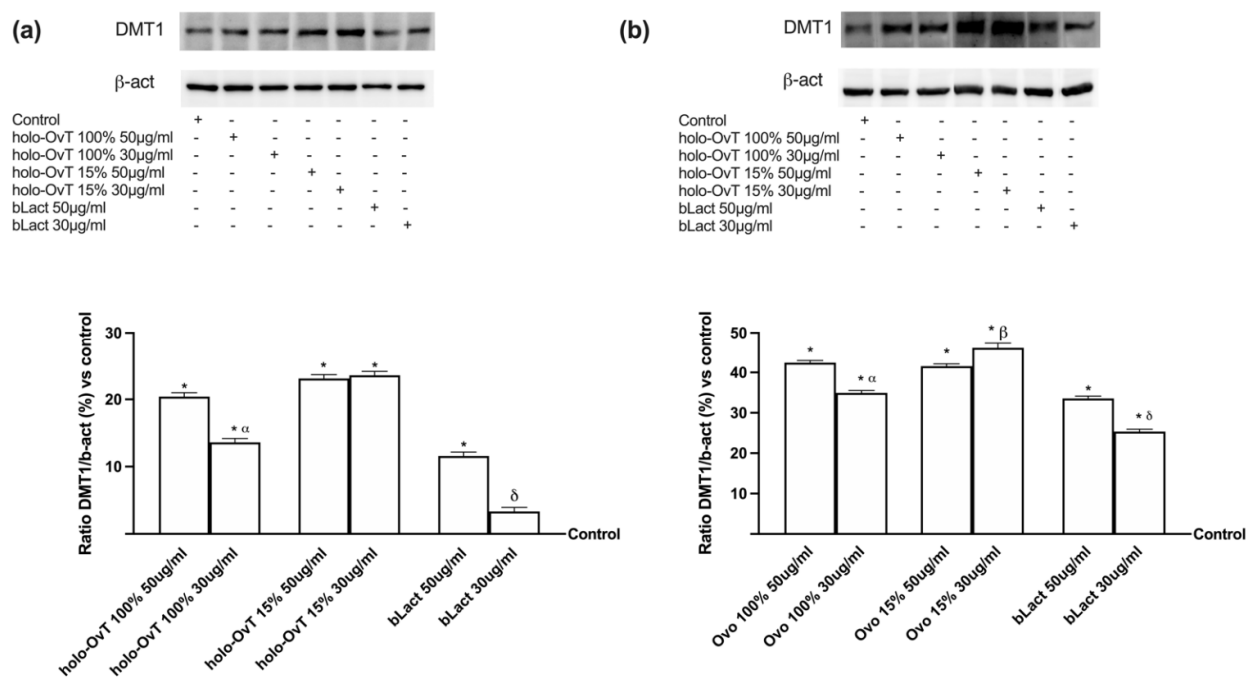 (a)
DMT1
β-act
Control + - - - - - -
holo-OvT 100% 50µg/ml - + - - - - -
holo-OvT 100% 30µg/ml - - + - - - -
holo-OvT 15% 50µg/ml - - - + - - -
holo-OvT 15% 30µg/ml - - - - + - -
bLact 50µg/ml - - - - - + -
bLact 30µg/ml - - - - - - +
Ratio DMT1/b-act (%) vs control
30
20
10
*
* α
*
*
*
δ
Control
holo-OvT 100% 50ug/ml
holo-OvT 100% 30ug/ml
holo-OvT 15% 50ug/ml
holo-OvT 15% 30ug/ml
bLact 50ug/ml
bLact 30ug/ml
(b)
DMT1
β-act
Control + - - - - - -
holo-OvT 100% 50µg/ml - + - - - - -
holo-OvT 100% 30µg/ml - - + - - - -
holo-OvT 15% 50µg/ml - - - + - - -
holo-OvT 15% 30µg/ml - - - - + - -
bLact 50µg/ml - - - - - + -
bLact 30µg/ml - - - - - - +
Ratio DMT1/b-act (%) vs control
50
40
30
20
10
*
* α
*
* β
*
* δ
Control
Ovo 100% 50ug/ml
Ovo 100% 30ug/ml
Ovo 15% 50ug/ml
Ovo 15% 30ug/ml
bLact 50ug/ml
bLact 30ug/ml